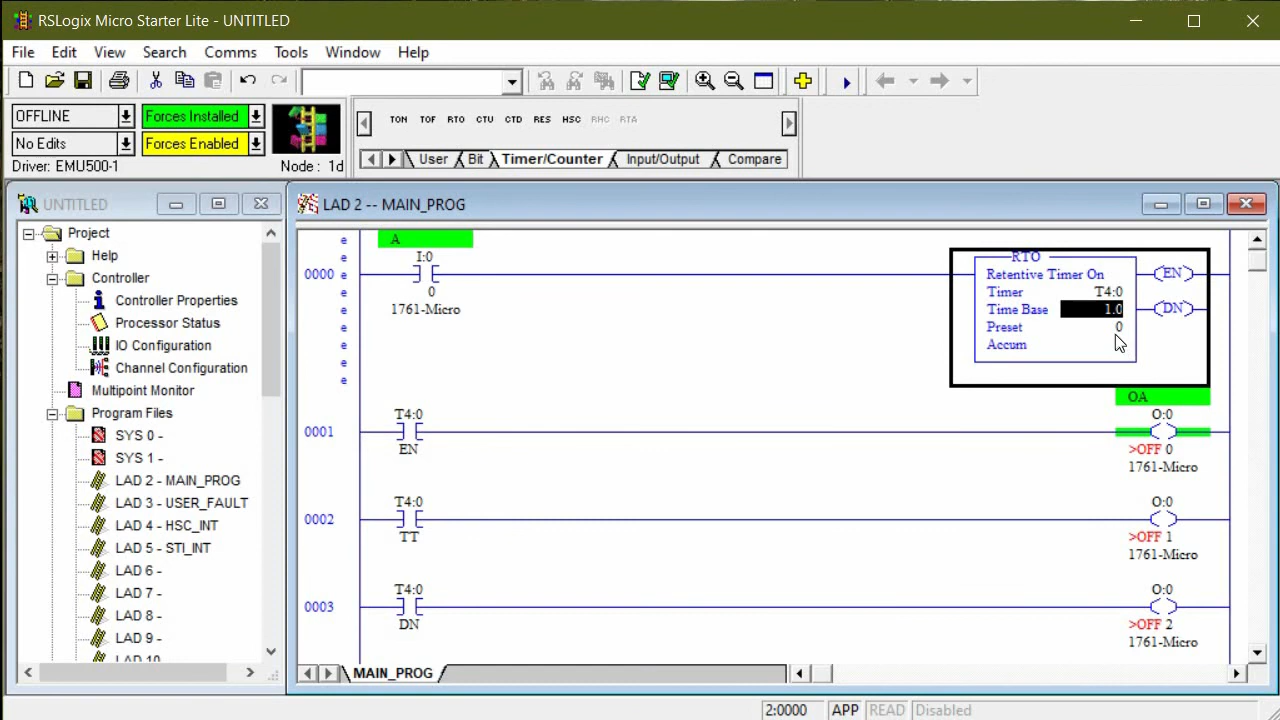 RSLogix Micro Starter Lite - UNTITLED
File Edit View Search Comms Tools Window Help
OFFLINE Forces Installed
No Edits Forces Enabled
Driver: EMU500-1 Node : 1d
TON TOF RTO CTU CTD RES HSC RHC RTA
User Bit Timer/Counter Input/Output Compare
UNTITLED
Project
Help
Controller
Controller Properties
Processor Status
IO Configuration
Channel Configuration
Multipoint Monitor
Program Files
SYS 0 -
SYS 1 -
LAD 2 - MAIN_PROG
LAD 3 - USER_FAULT
LAD 4 - HSC_INT
LAD 5 - STI_INT
LAD 6 -
LAD 7 -
LAD 8 -
LAD 9 -
LAD 10
LAD 2 -- MAIN_PROG
e
e
0000 e
e
e
e
e
e
e
A
I:0
0
1761-Micro
RTO
Retentive Timer On
Timer T4:0
Time Base 1.0
Preset 0
Accum
EN
DN
0001
T4:0
EN
OA
O:0
>OFF 0
1761-Micro
0002
T4:0
TT
O:0
>OFF 1
1761-Micro
0003
T4:0
DN
O:0
>OFF 2
1761-Micro
MAIN_PROG
2:0000 APP READ Disabled